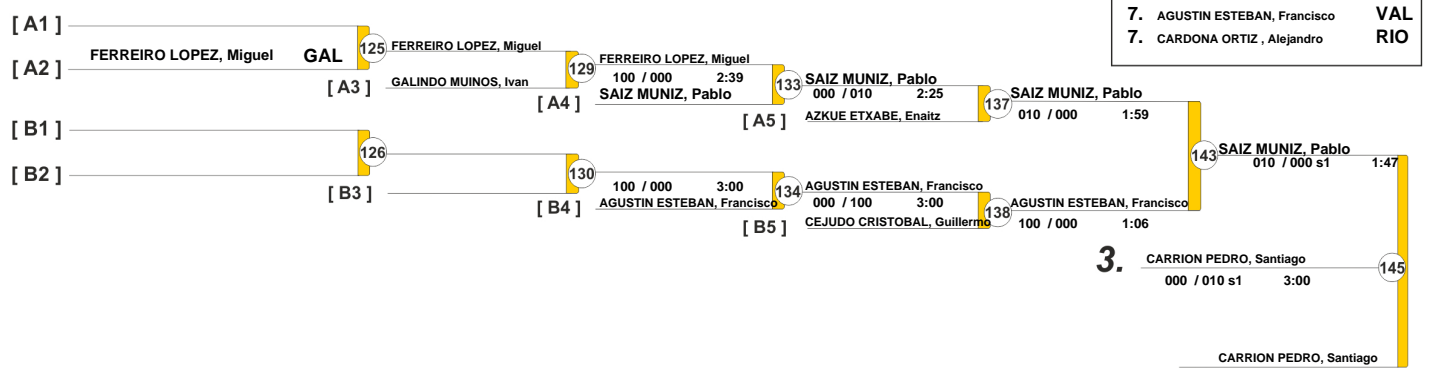 7. AGUSTIN ESTEBAN, Francisco VAL
7. CARDONA ORTIZ , Alejandro RIO
[ A1 ]
FERREIRO LOPEZ, Miguel GAL
[ A2 ]
125
FERREIRO LOPEZ, Miguel
GALINDO MUINOS, Ivan
[ A3 ]
129
FERREIRO LOPEZ, Miguel
100 / 000 2:39
SAIZ MUNIZ, Pablo
[ A4 ]
133
SAIZ MUNIZ, Pablo
000 / 010 2:25
AZKUE ETXABE, Enaitz
[ A5 ]
137
SAIZ MUNIZ, Pablo
010 / 000 1:59
143
SAIZ MUNIZ, Pablo
010 / 000 s1 1:47
[ B1 ]
[ B2 ]
126
[ B3 ]
130
100 / 000 3:00
AGUSTIN ESTEBAN, Francisco
[ B4 ]
134
AGUSTIN ESTEBAN, Francisco
000 / 100 3:00
CEJUDO CRISTOBAL, Guillermo
[ B5 ]
138
AGUSTIN ESTEBAN, Francisco
100 / 000 1:06
3. CARRION PEDRO, Santiago
000 / 010 s1 3:00
145
CARRION PEDRO, Santiago